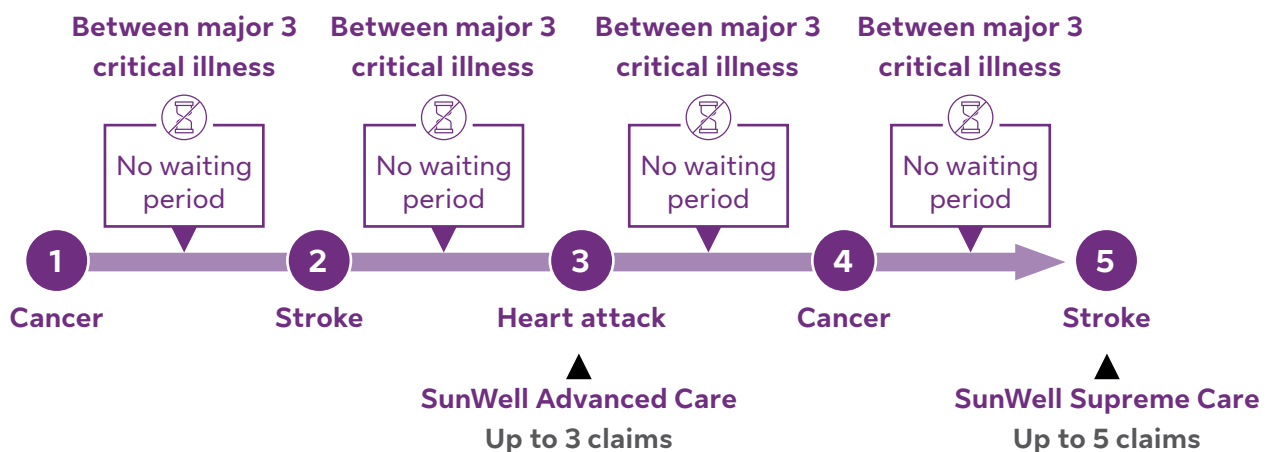 Between major 3
critical illness
Between major 3
critical illness
Between major 3
critical illness
Between major 3
critical illness
No waiting
period
No waiting
period
No waiting
period
No waiting
period
1
2
3
4
5
Cancer
Stroke
Heart attack
Cancer
Stroke
SunWell Advanced Care
Up to 3 claims
SunWell Supreme Care
Up to 5 claims